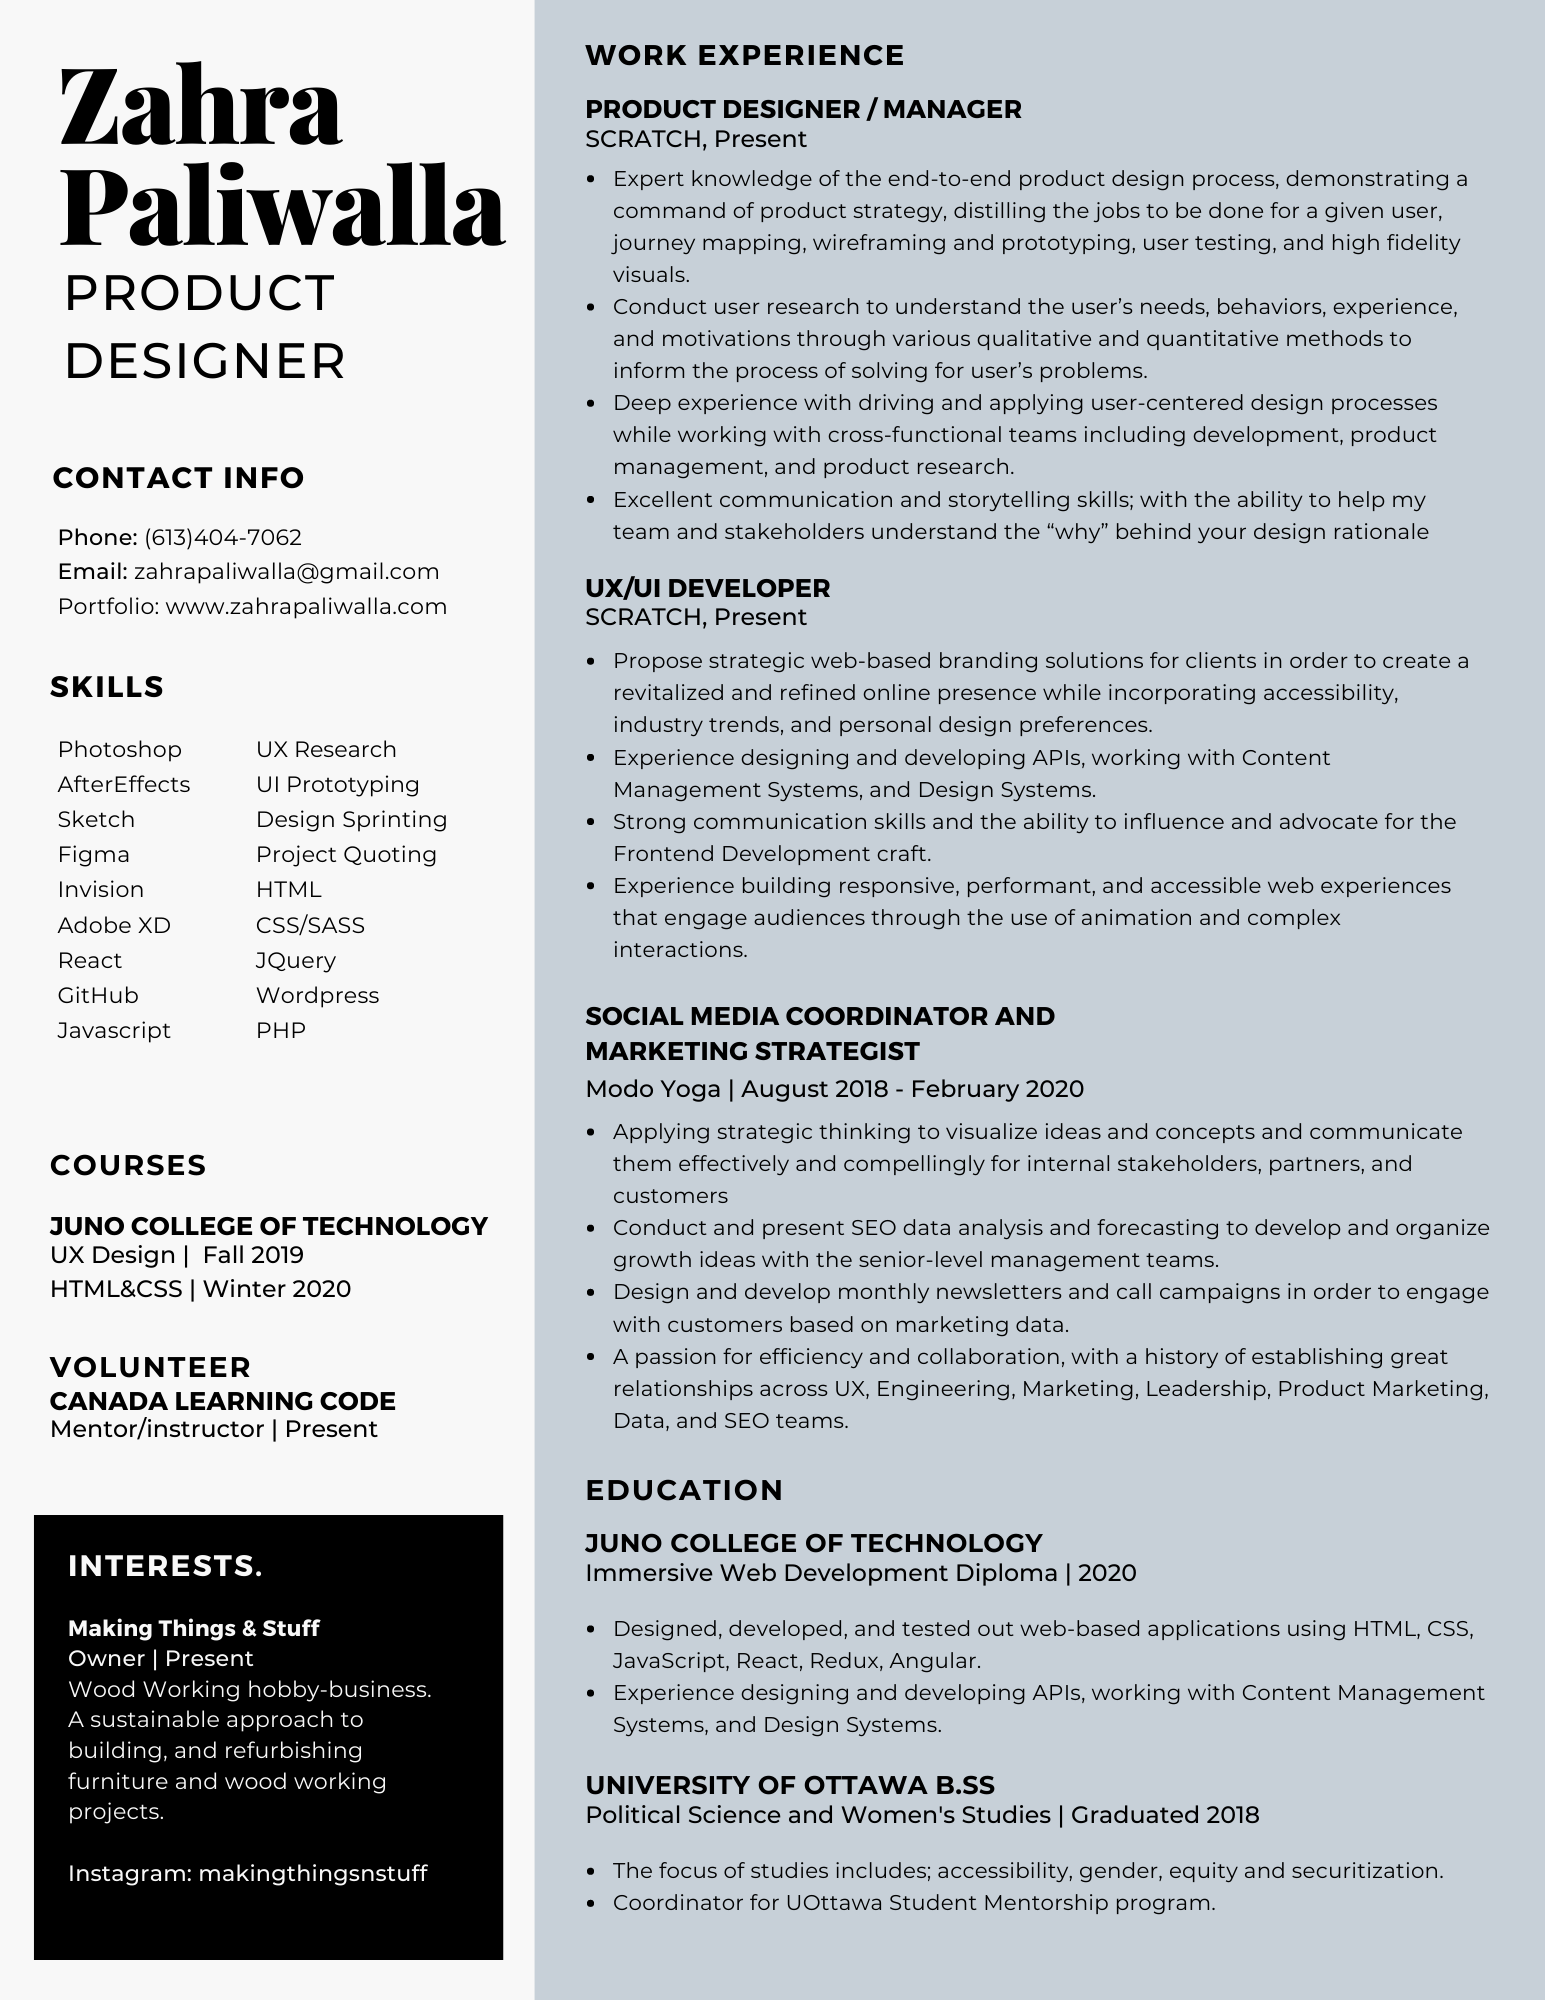 Zahra
Paliwalla
PRODUCT
DESIGNER
CONTACT INFO
Phone: (613)404-7062
Email: zahrapaliwalla@gmail.com
Portfolio: www.zahrapaliwalla.com
SKILLS
Photoshop
AfterEffects
Sketch
Figma
Invision
Adobe XD
React
GitHub
Javascript
UX Research
UI Prototyping
Design Sprinting
Project Quoting
HTML
CSS/SASS
JQuery
Wordpress
PHP
COURSES
JUNO COLLEGE OF TECHNOLOGY
UX Design | Fall 2019
HTML&CSS | Winter 2020
VOLUNTEER
CANADA LEARNING CODE
Mentor/instructor | Present
INTERESTS.
Making Things & Stuff
Owner | Present
Wood Working hobby-business.
A sustainable approach to
building, and refurbishing
furniture and wood working
projects.
Instagram: makingthingsnstuff
WORK EXPERIENCE
PRODUCT DESIGNER / MANAGER
SCRATCH, Present
• Expert knowledge of the end-to-end product design process, demonstrating a
command of product strategy, distilling the jobs to be done for a given user,
journey mapping, wireframing and prototyping, user testing, and high fidelity
visuals.
• Conduct user research to understand the user’s needs, behaviors, experience,
and motivations through various qualitative and quantitative methods to
inform the process of solving for user’s problems.
• Deep experience with driving and applying user-centered design processes
while working with cross-functional teams including development, product
management, and product research.
• Excellent communication and storytelling skills; with the ability to help my
team and stakeholders understand the “why” behind your design rationale
UX/UI DEVELOPER
SCRATCH, Present
• Propose strategic web-based branding solutions for clients in order to create a
revitalized and refined online presence while incorporating accessibility,
industry trends, and personal design preferences.
• Experience designing and developing APIs, working with Content
Management Systems, and Design Systems.
• Strong communication skills and the ability to influence and advocate for the
Frontend Development craft.
• Experience building responsive, performant, and accessible web experiences
that engage audiences through the use of animation and complex
interactions.
SOCIAL MEDIA COORDINATOR AND
MARKETING STRATEGIST
Modo Yoga | August 2018 - February 2020
• Applying strategic thinking to visualize ideas and concepts and communicate
them effectively and compellingly for internal stakeholders, partners, and
customers
• Conduct and present SEO data analysis and forecasting to develop and organize
growth ideas with the senior-level management teams.
• Design and develop monthly newsletters and call campaigns in order to engage
with customers based on marketing data.
• A passion for efficiency and collaboration, with a history of establishing great
relationships across UX, Engineering, Marketing, Leadership, Product Marketing,
Data, and SEO teams.
EDUCATION
JUNO COLLEGE OF TECHNOLOGY
Immersive Web Development Diploma | 2020
• Designed, developed, and tested out web-based applications using HTML, CSS,
JavaScript, React, Redux, Angular.
• Experience designing and developing APIs, working with Content Management
Systems, and Design Systems.
UNIVERSITY OF OTTAWA B.SS
Political Science and Women's Studies | Graduated 2018
• The focus of studies includes; accessibility, gender, equity and securitization.
• Coordinator for UOttawa Student Mentorship program.